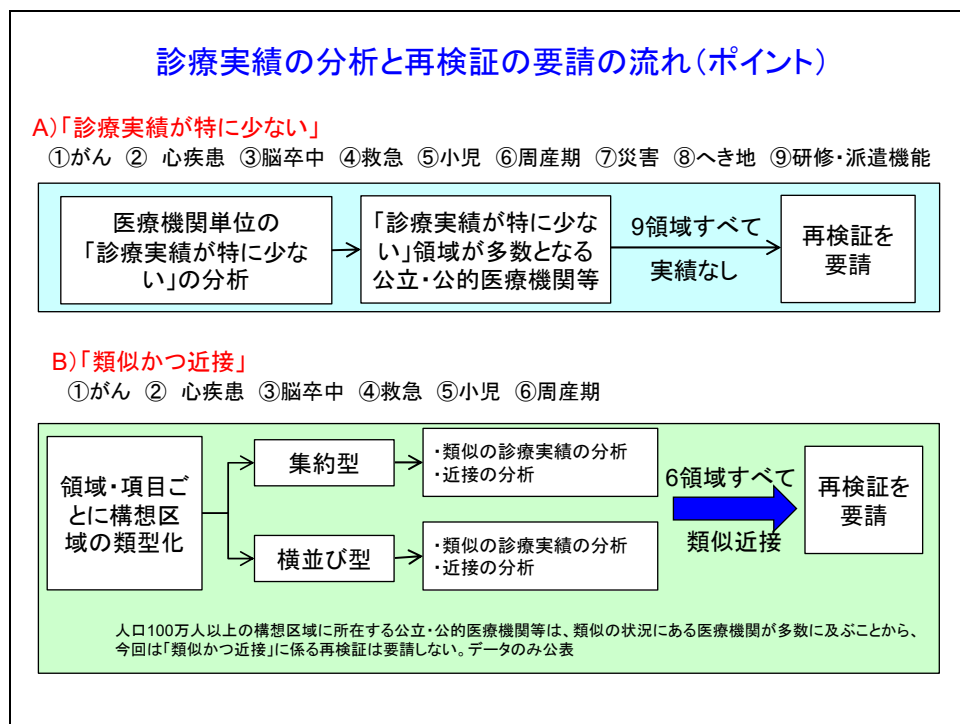 診療実績の分析と再検証の要請の流れ(ポイント)
A)「診療実績が特に少ない」
①がん ② 心疾患 ③脳卒中 ④救急 ⑤小児 ⑥周産期 ⑦災害 ⑧へき地 ⑨研修・派遣機能
医療機関単位の
「診療実績が特に少な
い」の分析
「診療実績が特に少な
い」領域が多数となる
公立・公的医療機関等
9領域すべて
実績なし
再検証を
要請
B)「類似かつ近接」
①がん ② 心疾患 ③脳卒中 ④救急 ⑤小児 ⑥周産期
領域・項目ご
とに構想区
域の類型化
集約型
・類似の診療実績の分析
・近接の分析
横並び型
・類似の診療実績の分析
・近接の分析
6領域すべて
類似近接
再検証を
要請
人口100万人以上の構想区域に所在する公立・公的医療機関等は、類似の状況にある医療機関が多数に及ぶことから、
今回は「類似かつ近接」に係る再検証は要請しない。データのみ公表